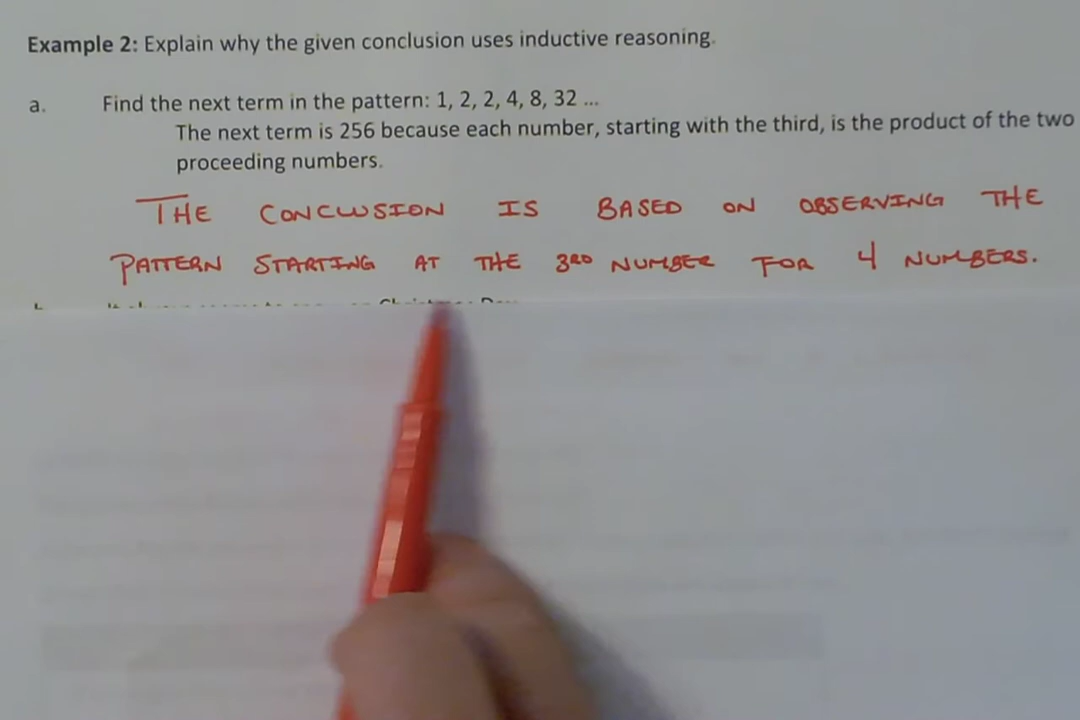 Example 2: Explain why the given conclusion uses inductive reasoning.
a. Find the next term in the pattern: 1, 2, 2, 4, 8, 32 ...
The next term is 256 because each number, starting with the third, is the product of the two
proceeding numbers.
THE CONCLUSION IS BASED ON OBSERVING THE
PATTERN STARTING AT THE 3RD NUMBER FOR 4 NUMBERS.